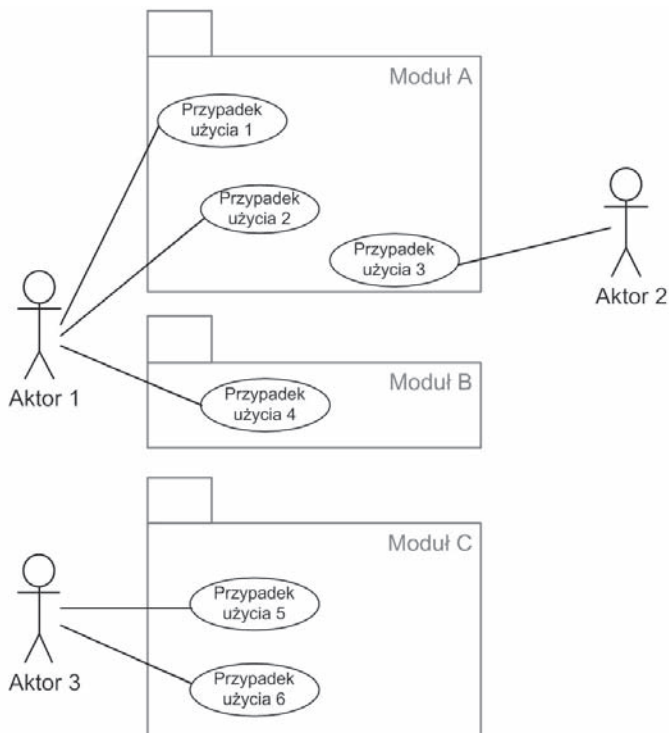 Moduł A
Przypadek
użycia 1
Przypadek
użycia 2
Przypadek
użycia 3
Aktor 2
Aktor 1
Moduł B
Przypadek
użycia 4
Moduł C
Przypadek
użycia 5
Aktor 3
Przypadek
użycia 6